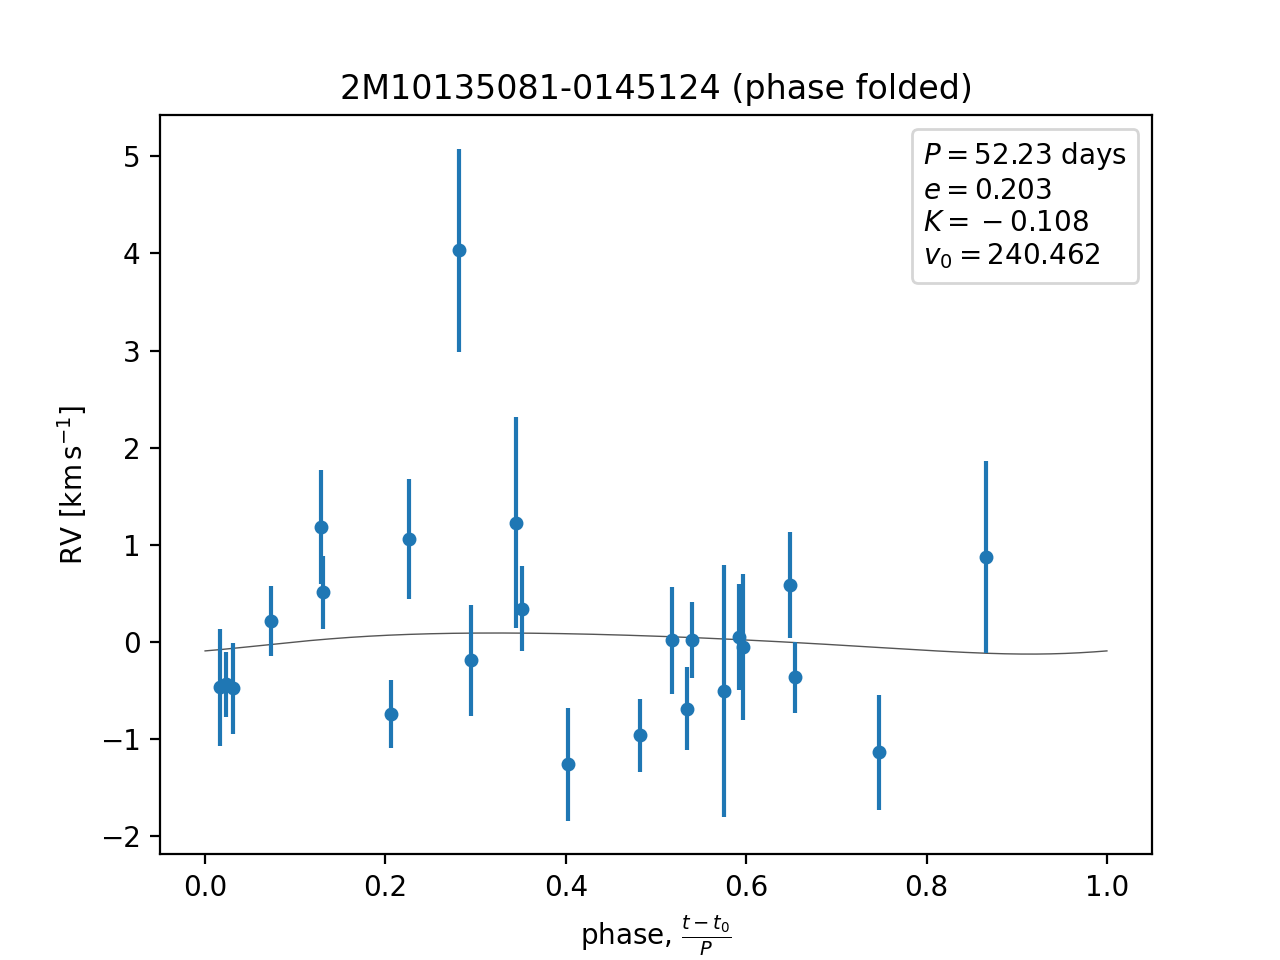 2M10135081-0145124 (phase folded)
P = 52.23 days
e = 0.203
K = −0.108
v₀ = 240.462
5
4
3
2
1
0
−1
−2
RV [km s⁻¹]
0.0 0.2 0.4 0.6 0.8 1.0
phase, (t − t₀)/P